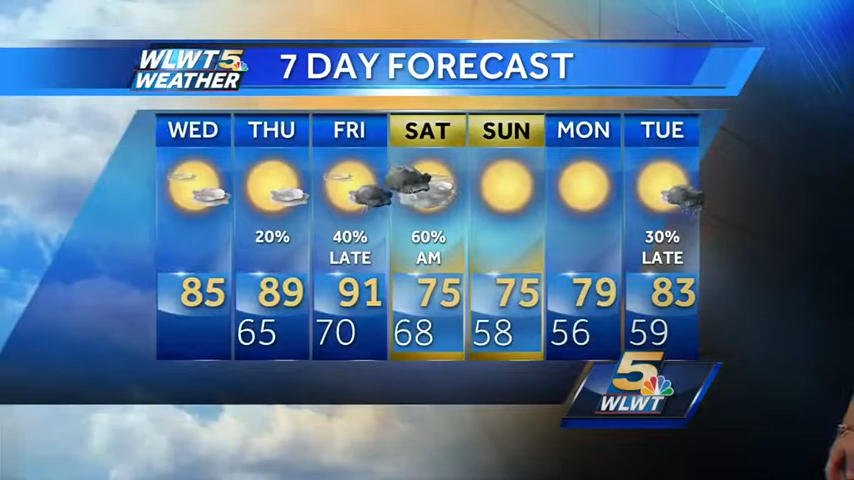 WLWT 5
WEATHER
7 DAY FORECAST
WED THU FRI SAT SUN MON TUE
20% 40% 60% 30%
LATE AM LATE
85 89 91 75 75 79 83
65 70 68 58 56 59
5
WLWT